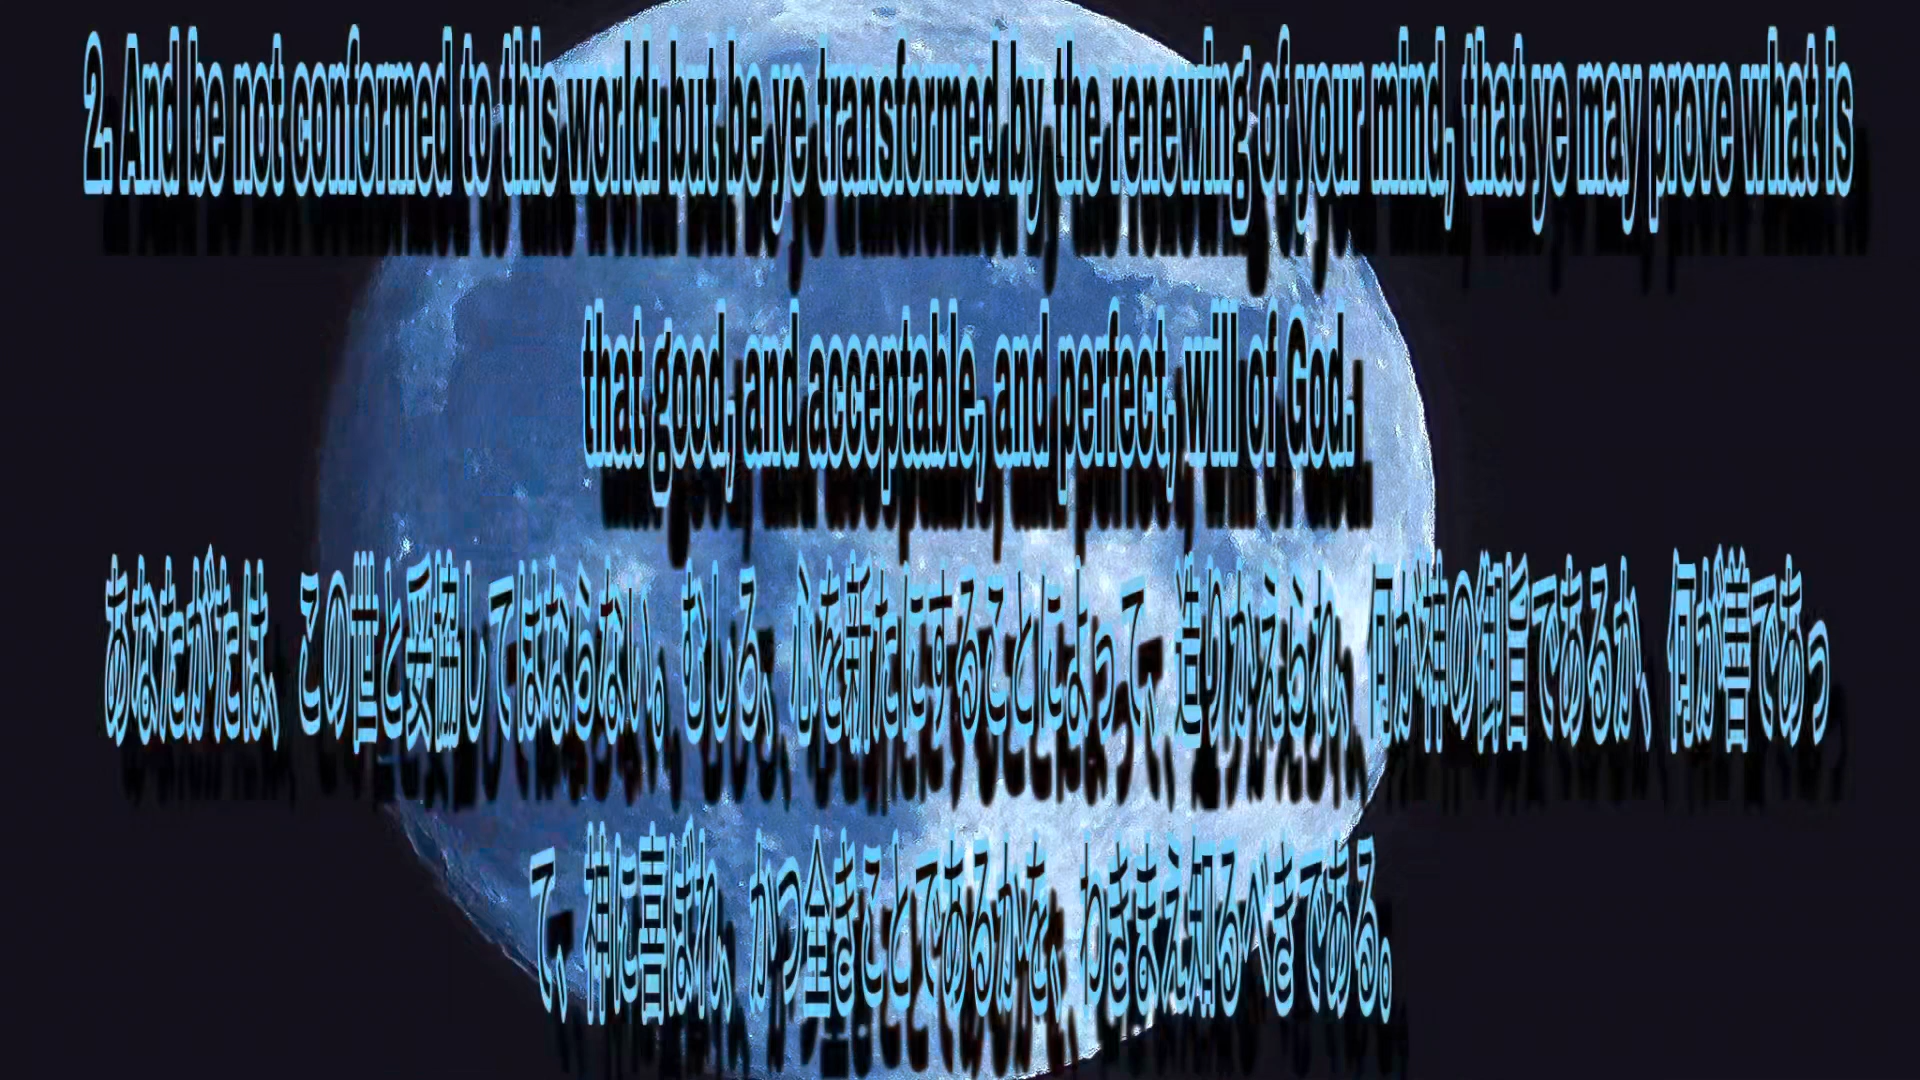 2. And be not conformed to this world: but be ye transformed by the renewing of your mind, that ye may prove what is
that good, and acceptable, and perfect, will of God.
あなたがたは、この世と妥協してはならない。むしろ、心を新たにすることによって、造りかえられ、何が神の御旨であるか、何が善であっ
て、神に喜ばれ、かつ全きことであるかを、わきまえ知るべきである。